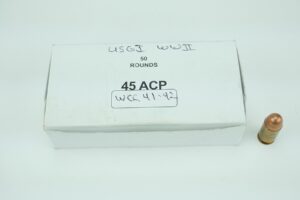 USGI WWII
50
ROUNDS
45 ACP
WCC 41-42